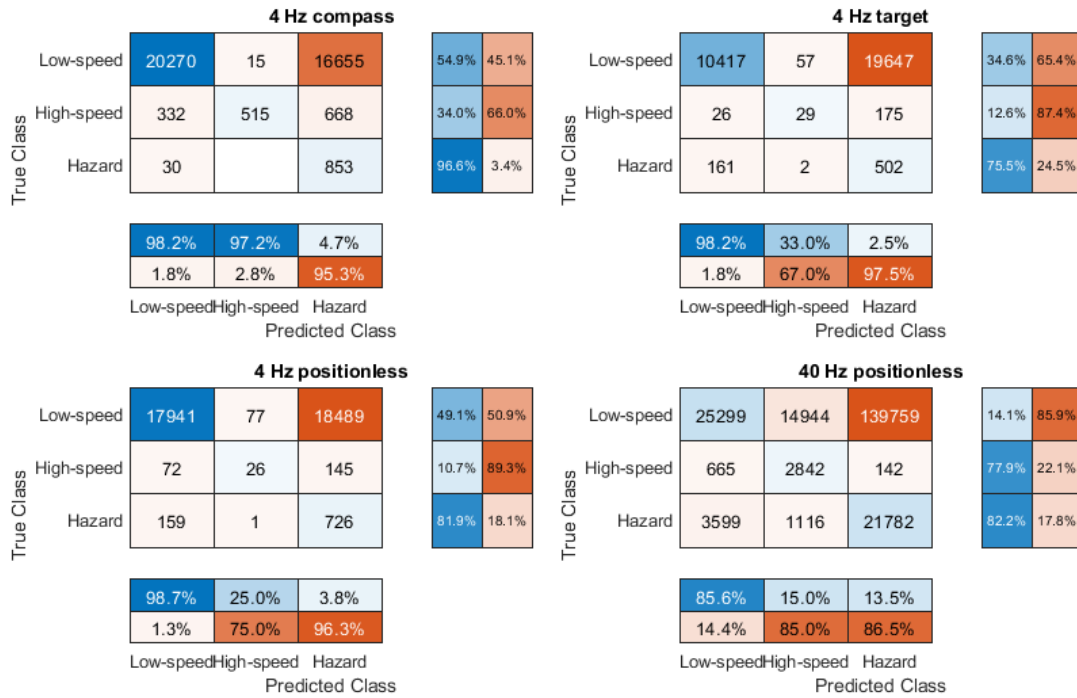 4 Hz compass
Low-speed 20270 15 16655 54.9% 45.1%
High-speed 332 515 668 34.0% 66.0%
Hazard 30 853 96.6% 3.4%
True Class
98.2% 97.2% 4.7%
1.8% 2.8% 95.3%
Low-speed High-speed Hazard
Predicted Class
4 Hz target
Low-speed 10417 57 19647 34.6% 65.4%
High-speed 26 29 175 12.6% 87.4%
Hazard 161 2 502 75.5% 24.5%
True Class
98.2% 33.0% 2.5%
1.8% 67.0% 97.5%
Low-speed High-speed Hazard
Predicted Class
4 Hz positionless
Low-speed 17941 77 18489 49.1% 50.9%
High-speed 72 26 145 10.7% 89.3%
Hazard 159 1 726 81.9% 18.1%
True Class
98.7% 25.0% 3.8%
1.3% 75.0% 96.3%
Low-speed High-speed Hazard
Predicted Class
40 Hz positionless
Low-speed 25299 14944 139759 14.1% 85.9%
High-speed 665 2842 142 77.9% 22.1%
Hazard 3599 1116 21782 82.2% 17.8%
True Class
85.6% 15.0% 13.5%
14.4% 85.0% 86.5%
Low-speed High-speed Hazard
Predicted Class